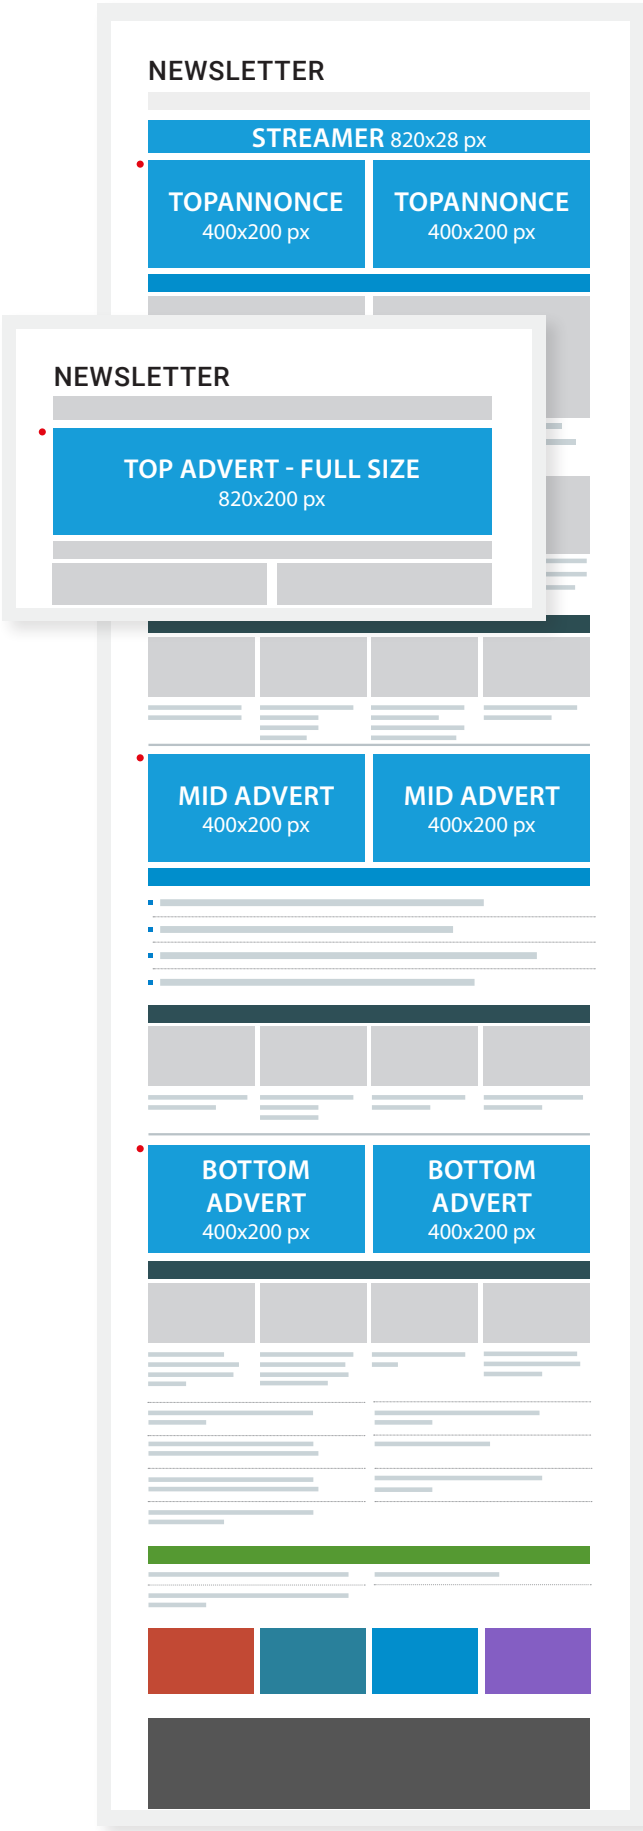 NEWSLETTER
STREAMER 820x28 px
TOPANNONCE TOPANNONCE
400x200 px 400x200 px
NEWSLETTER
TOP ADVERT - FULL SIZE
820x200 px
MID ADVERT MID ADVERT
400x200 px 400x200 px
BOTTOM BOTTOM
ADVERT ADVERT
400x200 px 400x200 px